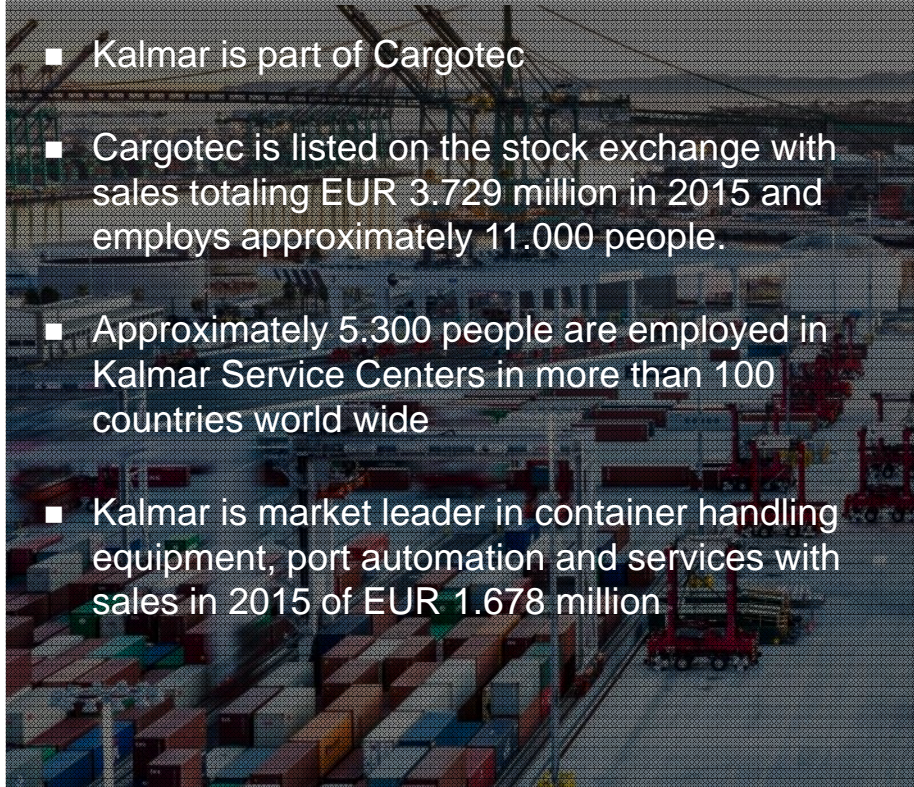 ■ Kalmar is part of Cargotec
■ Cargotec is listed on the stock exchange with
sales totaling EUR 3.729 million in 2015 and
employs approximately 11.000 people.
■ Approximately 5.300 people are employed in
Kalmar Service Centers in more than 100
countries world wide
■ Kalmar is market leader in container handling
equipment, port automation and services with
sales in 2015 of EUR 1.678 million